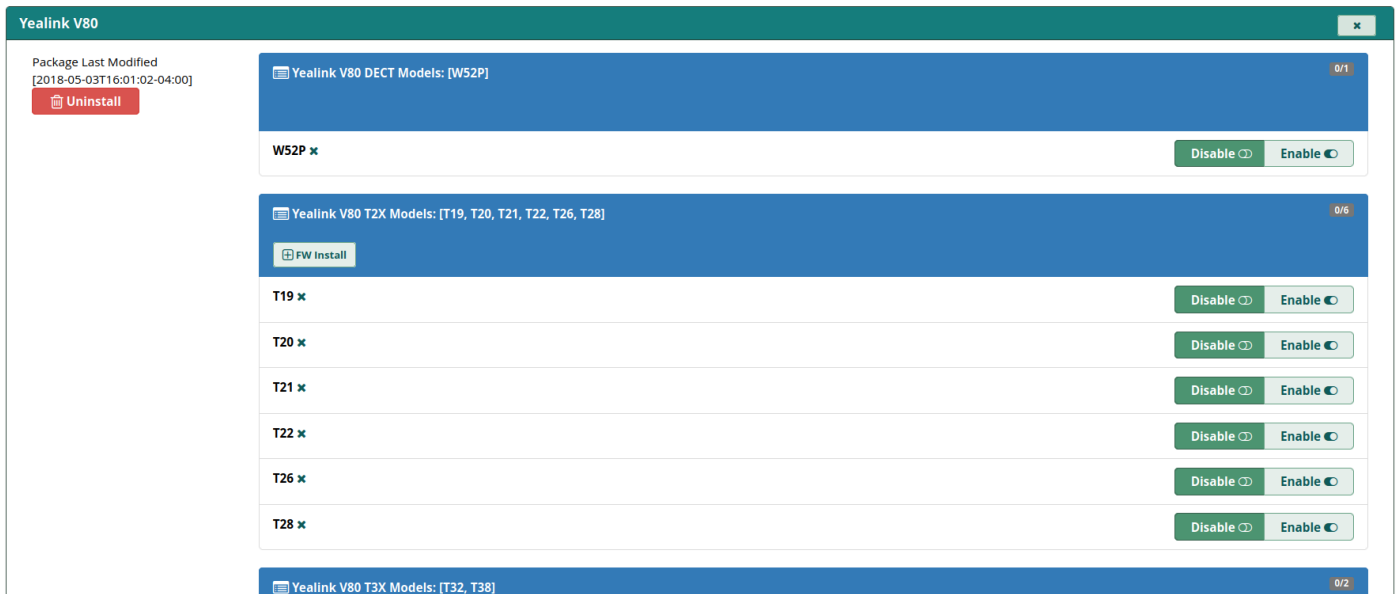 Yealink V80
Package Last Modified
[2018-05-03T16:01:02-04:00]
Uninstall
Yealink V80 DECT Models: [W52P]
0/1
W52P
Disable
Enable
Yealink V80 T2X Models: [T19, T20, T21, T22, T26, T28]
0/6
FW Install
T19
Disable
Enable
T20
Disable
Enable
T21
Disable
Enable
T22
Disable
Enable
T26
Disable
Enable
T28
Disable
Enable
Yealink V80 T3X Models: [T32, T38]
0/2